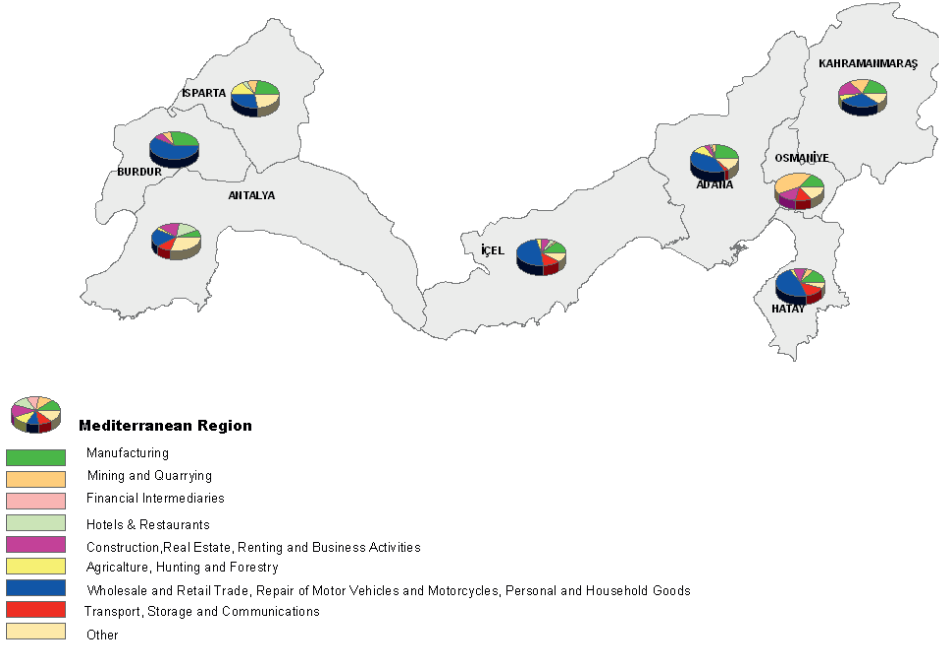 KAHRAMANMARAŞ
ISPARTA
OSMANİYE
BURDUR
ADANA
ANTALYA
İÇEL
HATAY
Mediterranean Region
Manufacturing
Mining and Quarrying
Financial Intermediaries
Hotels & Restaurants
Construction,Real Estate, Renting and Business Activities
Agriculture, Hunting and Forestry
Wholesale and Retail Trade, Repair of Motor Vehicles and Motorcycles, Personal and Household Goods
Transport, Storage and Communications
Other